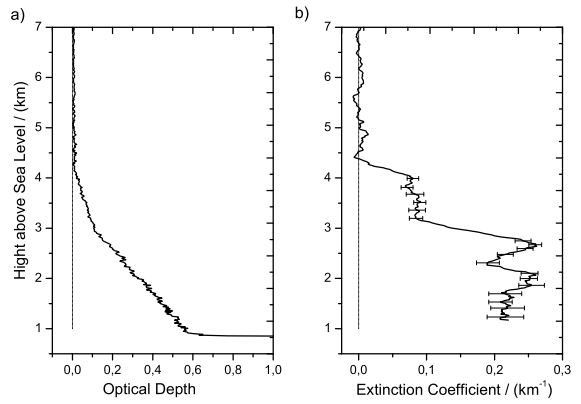 a)
7
6
5
4
3
2
1
Hight above Sea Level / (km)
0,0 0,2 0,4 0,6 0,8 1,0
Optical Depth
b)
7
6
5
4
3
2
1
0,0 0,1 0,2 0,3
Extinction Coefficient / (km⁻¹)